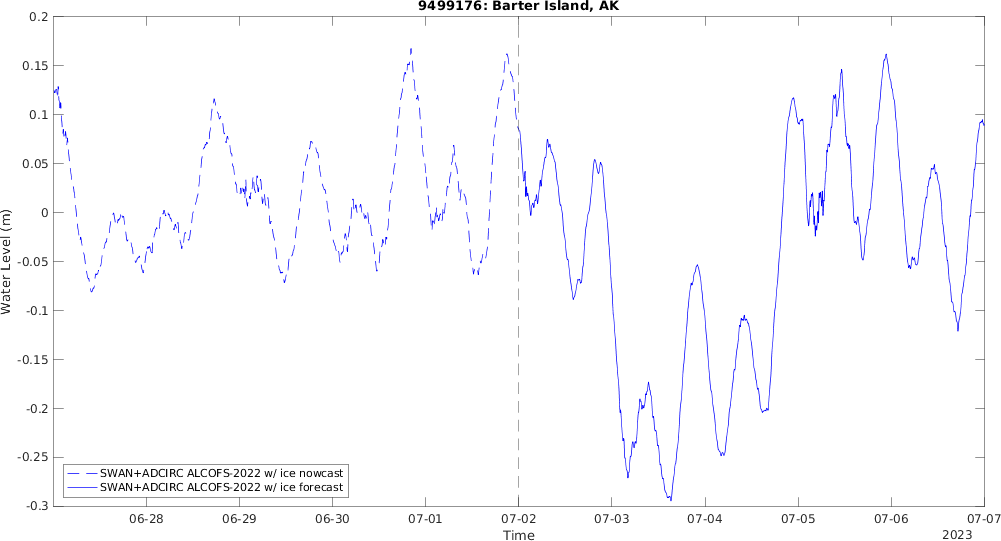 9499176: Barter Island, AK
Water Level (m)
0.2
0.15
0.1
0.05
0
-0.05
-0.1
-0.15
-0.2
-0.25
-0.3
SWAN+ADCIRC ALCOFS-2022 w/ ice nowcast
SWAN+ADCIRC ALCOFS-2022 w/ ice forecast
06-28 06-29 06-30 07-01 07-02 07-03 07-04 07-05 07-06 07-07
Time
2023